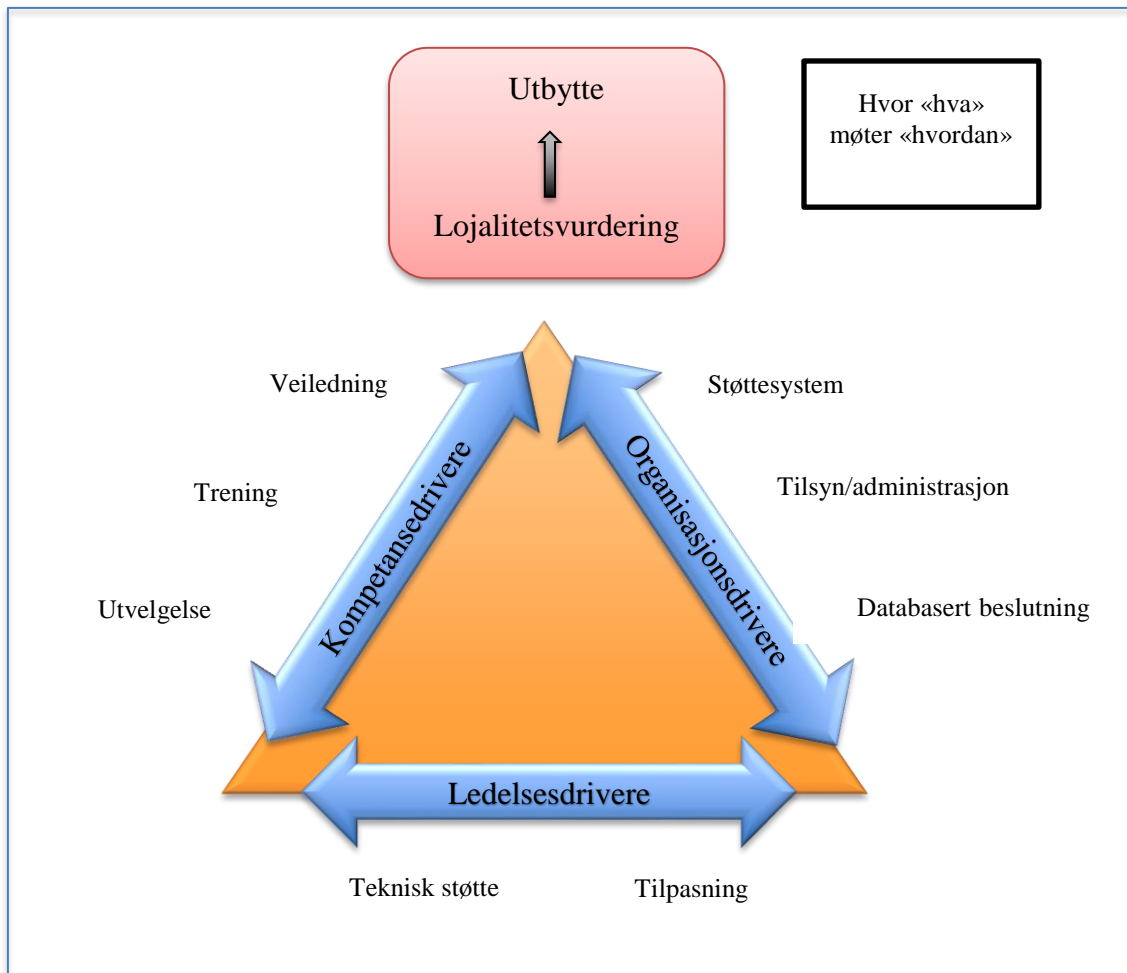 Utbytte
Lojalitetsvurdering
Hvor «hva»
møter «hvordan»
Veiledning
Støttesystem
Trening
Tilsyn/administrasjon
Utvelgelse
Databasert beslutning
Kompetansedrivere
Organisasjonsdrivere
Ledelsesdrivere
Teknisk støtte
Tilpasning